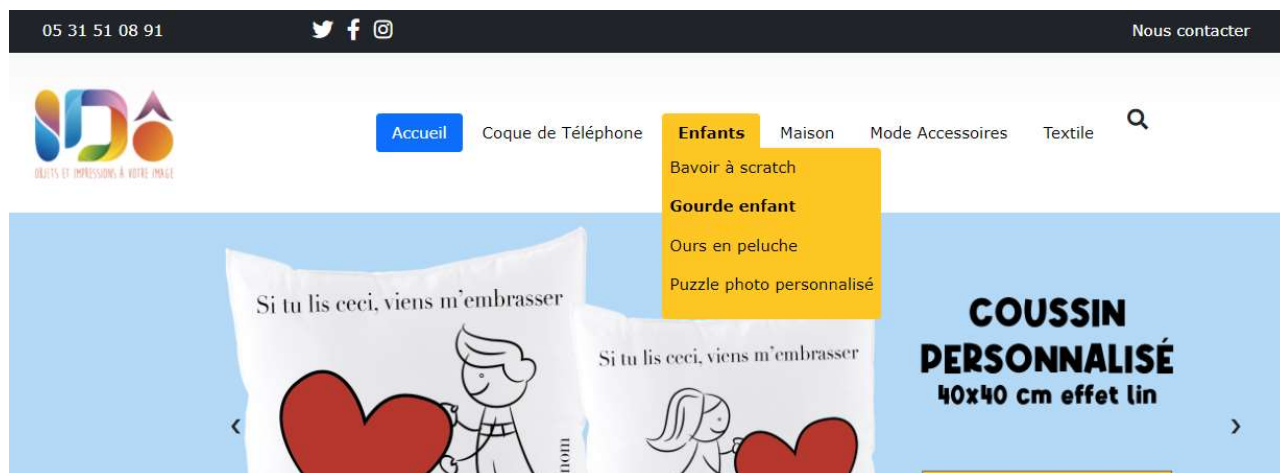 05 31 51 08 91
Nous contacter
IDÔ
OBJETS ET IMPRESSIONS À VOTRE IMAGE
Accueil
Coque de Téléphone
Enfants
Maison
Mode Accessoires
Textile
Bavoir à scratch
Gourde enfant
Ours en peluche
Puzzle photo personnalisé
Si tu lis ceci, viens m'embrasser
Si tu lis ceci, viens m'embrasser
nom
COUSSIN
PERSONNALISÉ
40x40 cm effet lin